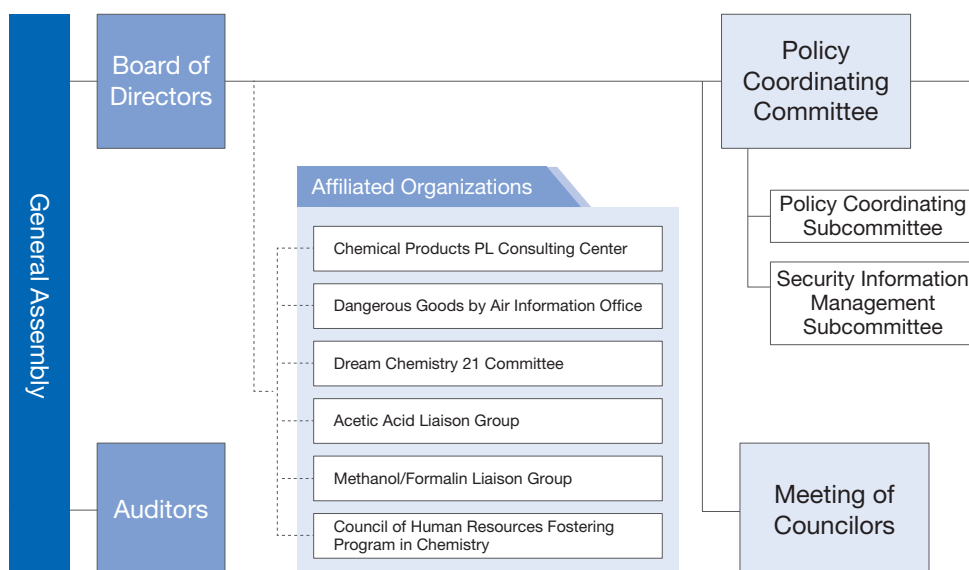 General Assembly
Board of
Directors
Auditors
Affiliated Organizations
Chemical Products PL Consulting Center
Dangerous Goods by Air Information Office
Dream Chemistry 21 Committee
Acetic Acid Liaison Group
Methanol/Formalin Liaison Group
Council of Human Resources Fostering
Program in Chemistry
Policy
Coordinating
Committee
Policy Coordinating
Subcommittee
Security Information
Management
Subcommittee
Meeting of
Councilors